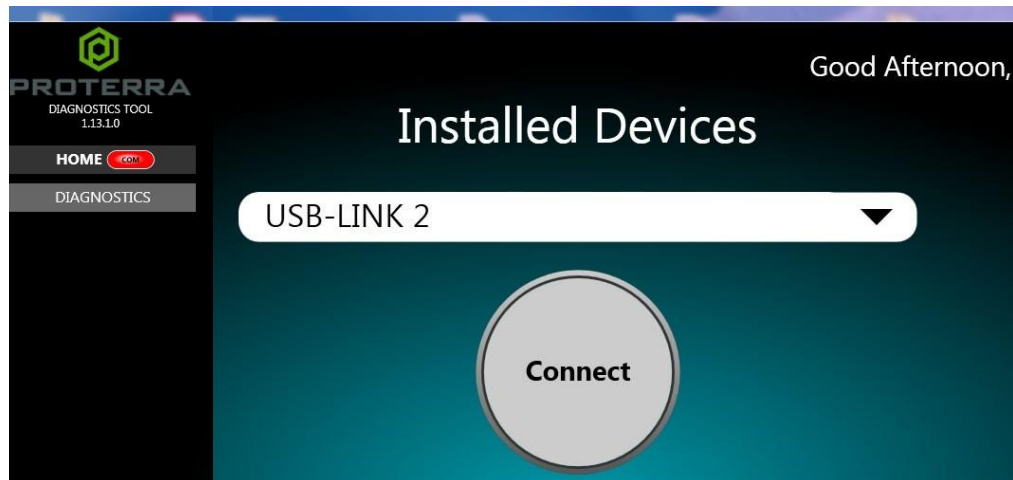 PROTERRA
DIAGNOSTICS TOOL
1.13.1.0
HOME COM
DIAGNOSTICS
Good Afternoon,
Installed Devices
USB-LINK 2
Connect